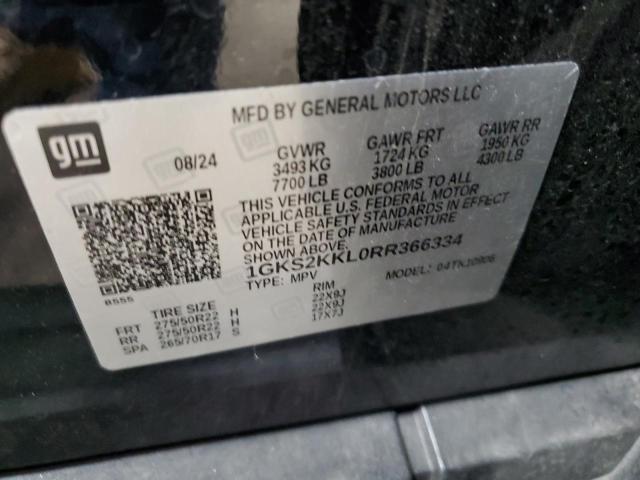 MFD BY GENERAL MOTORS LLC
gm
08/24
GVWR GAWR FRT GAWR RR
3493 KG 1724 KG 1950 KG
7700 LB 3800 LB 4300 LB
THIS VEHICLE CONFORMS TO ALL
APPLICABLE U.S. FEDERAL MOTOR
VEHICLE SAFETY STANDARDS IN EFFECT
ON THE DATE OF MANUFACTURE
SHOWN ABOVE.
1GKS2KKL0RR366334
TYPE: MPV MODEL: 04TK10906
B555
TIRE SIZE RIM
FRT 275/50R22 H 22X9J
RR 275/50R22 H 22X9J
SPA 265/70R17 S 17X7J